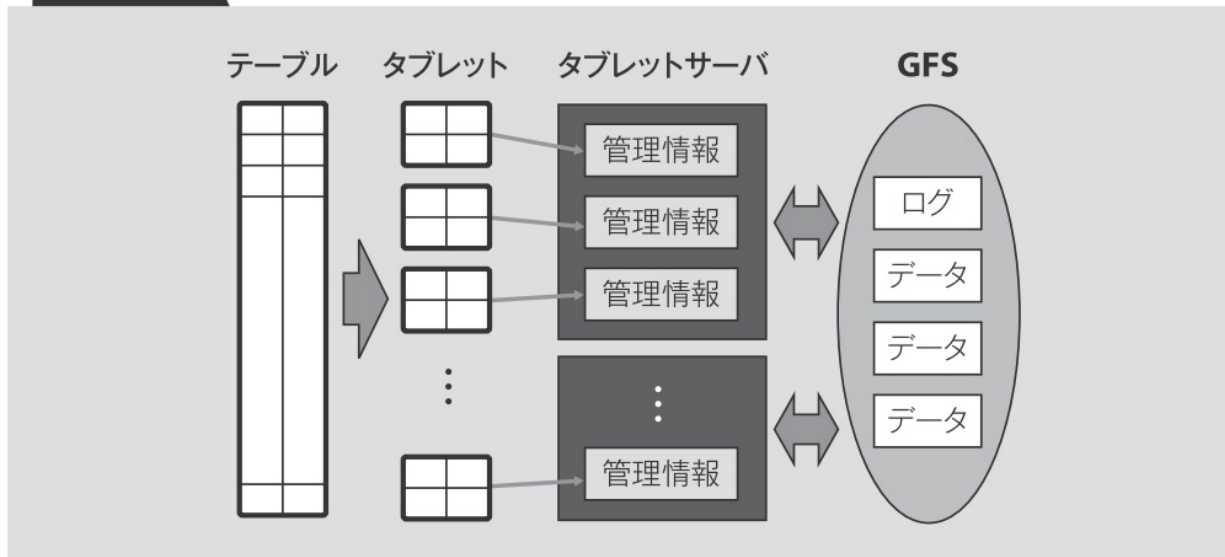 テーブル
タブレット
タブレットサーバ
GFS
管理情報
管理情報
管理情報
管理情報
ログ
データ
データ
データ